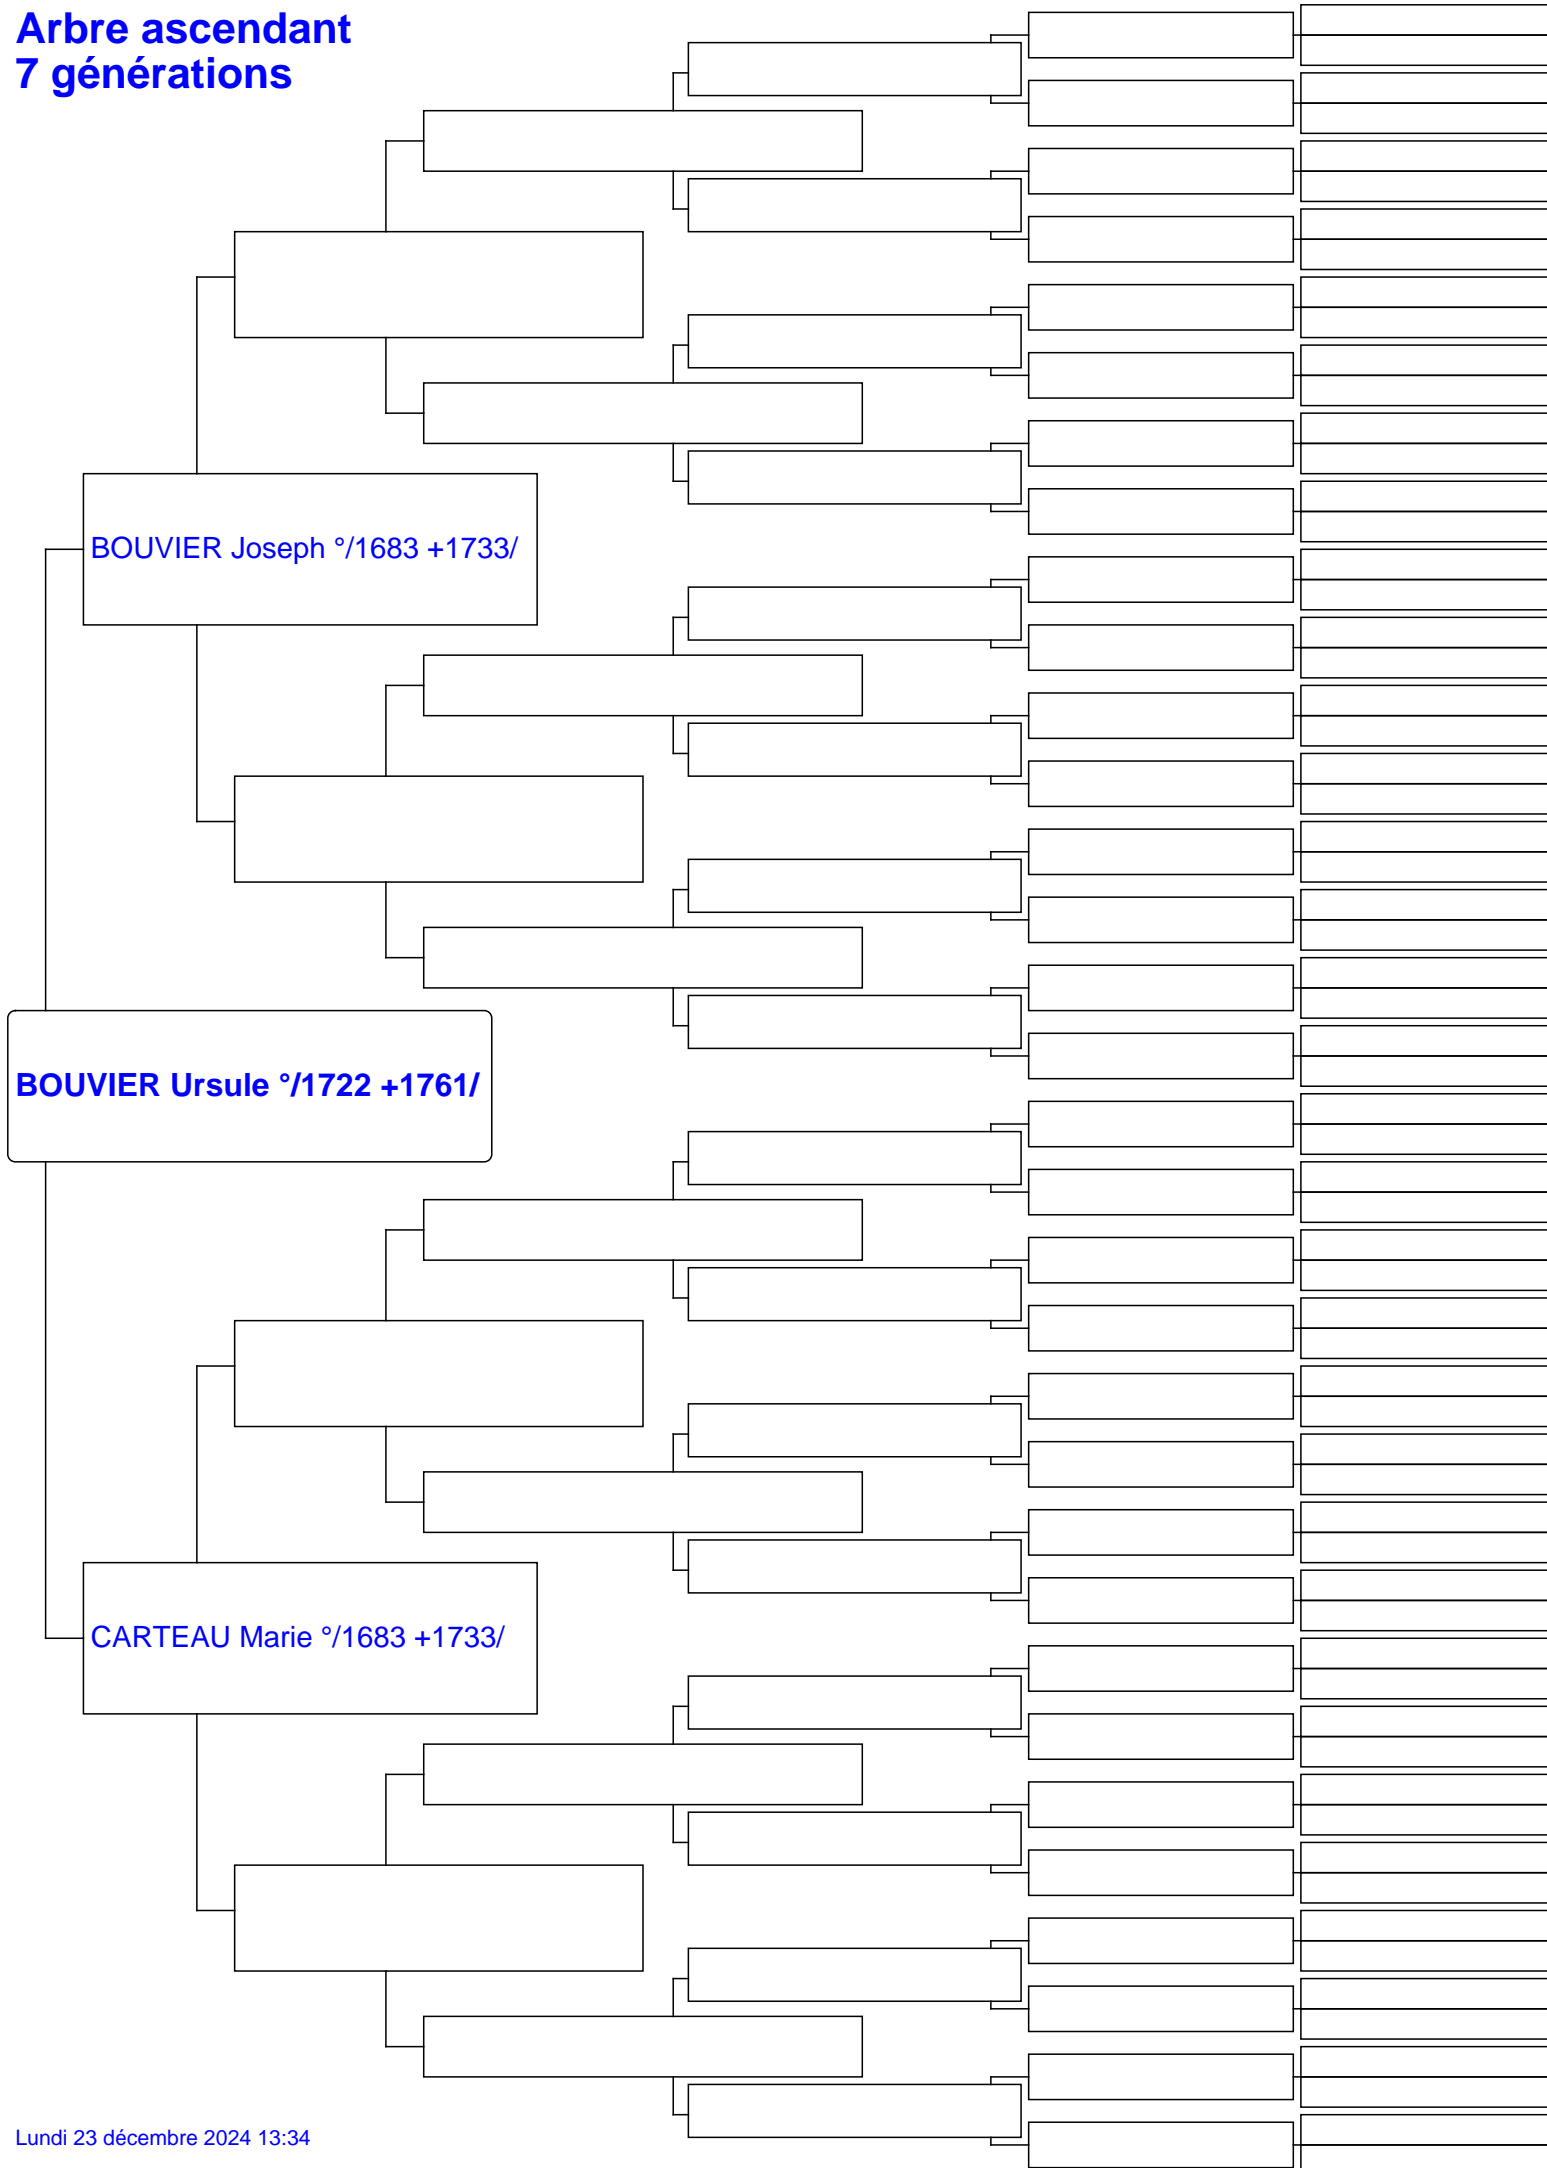 Arbre ascendant
7 générations
BOUVIER Joseph °/1683 +1733/
BOUVIER Ursule °/1722 +1761/
CARTEAU Marie °/1683 +1733/
Lundi 23 décembre 2024 13:34